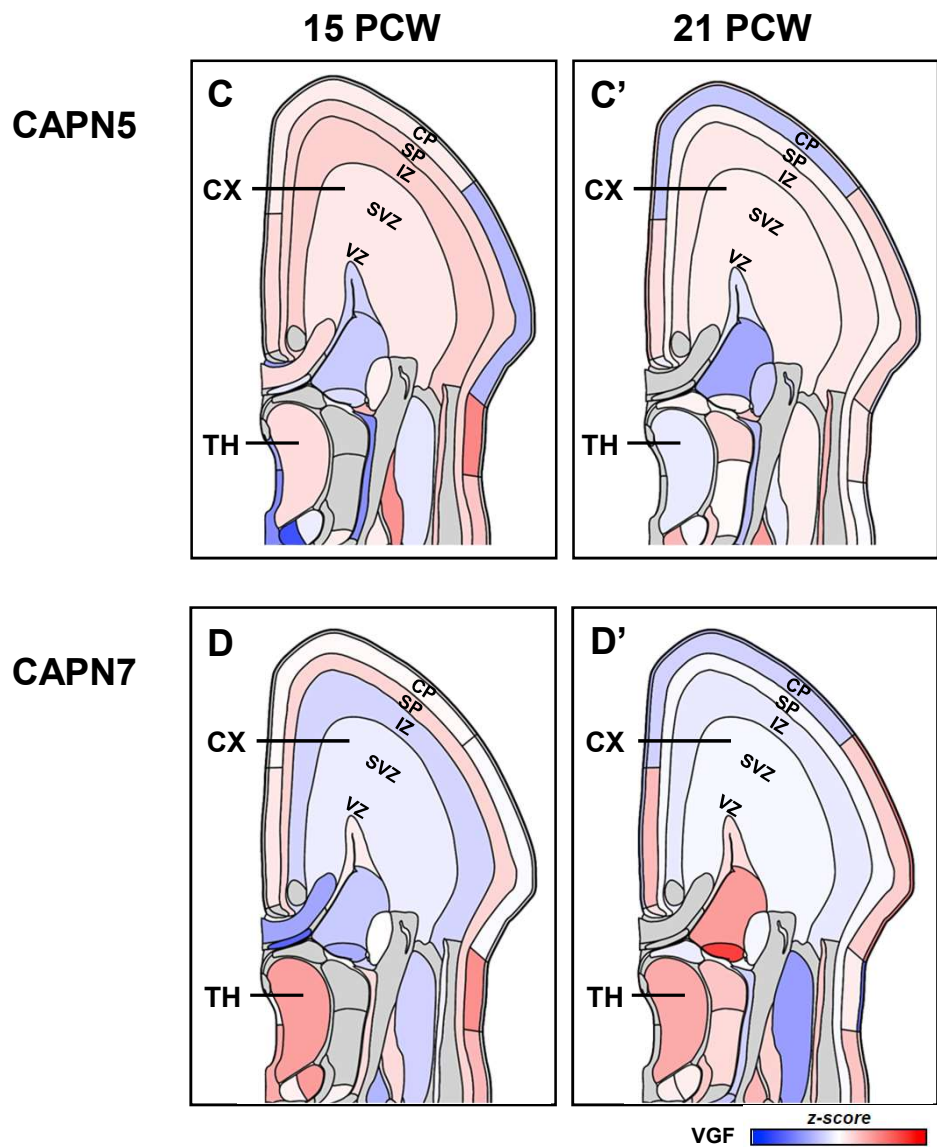 15 PCW
21 PCW
CAPN5
C
CP
SP
IZ
CX
SVZ
VZ
TH
C’
CP
SP
IZ
CX
SVZ
VZ
TH
CAPN7
D
CP
SP
IZ
CX
SVZ
VZ
TH
D’
CP
SP
IZ
CX
SVZ
VZ
TH
z-score
VGF